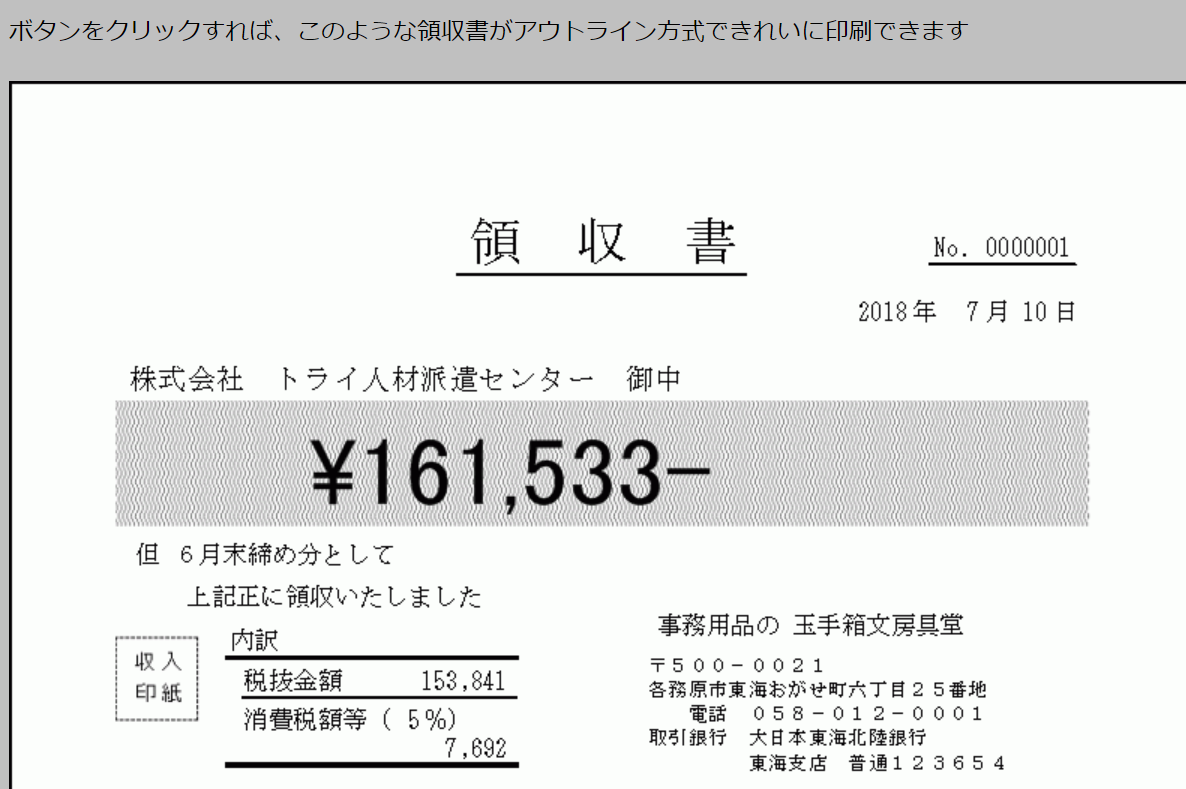 ボタンをクリックすれば、このような領収書がアウトライン方式できれいに印刷できます
領 収 書
No. 0000001
2018年 7月 10日
株式会社 トライ人材派遣センター 御中
¥161,533−
但 6月末締め分として
上記正に領収いたしました
事務用品の 玉手箱文房具堂
収入
印紙
内訳
税抜金額 153,841
消費税額等 ( 5%)
7,692
〒500-0021
各務原市東海おがせ町六丁目25番地
電話 058-012-0001
取引銀行 大日本東海北陸銀行
東海支店 普通123654